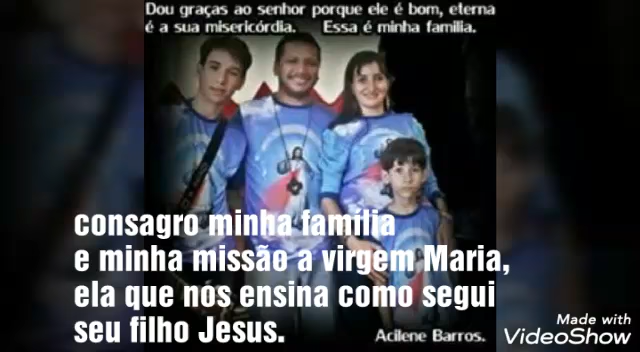 Dou graças ao senhor porque ele é bom, eterna
é a sua misericórdia. Essa é minha familia.
consagro minha família
e minha missão a virgem Maria,
ela que nos ensina como segui
seu filho Jesus.
Acilene Barros.
Made with
VideoShow